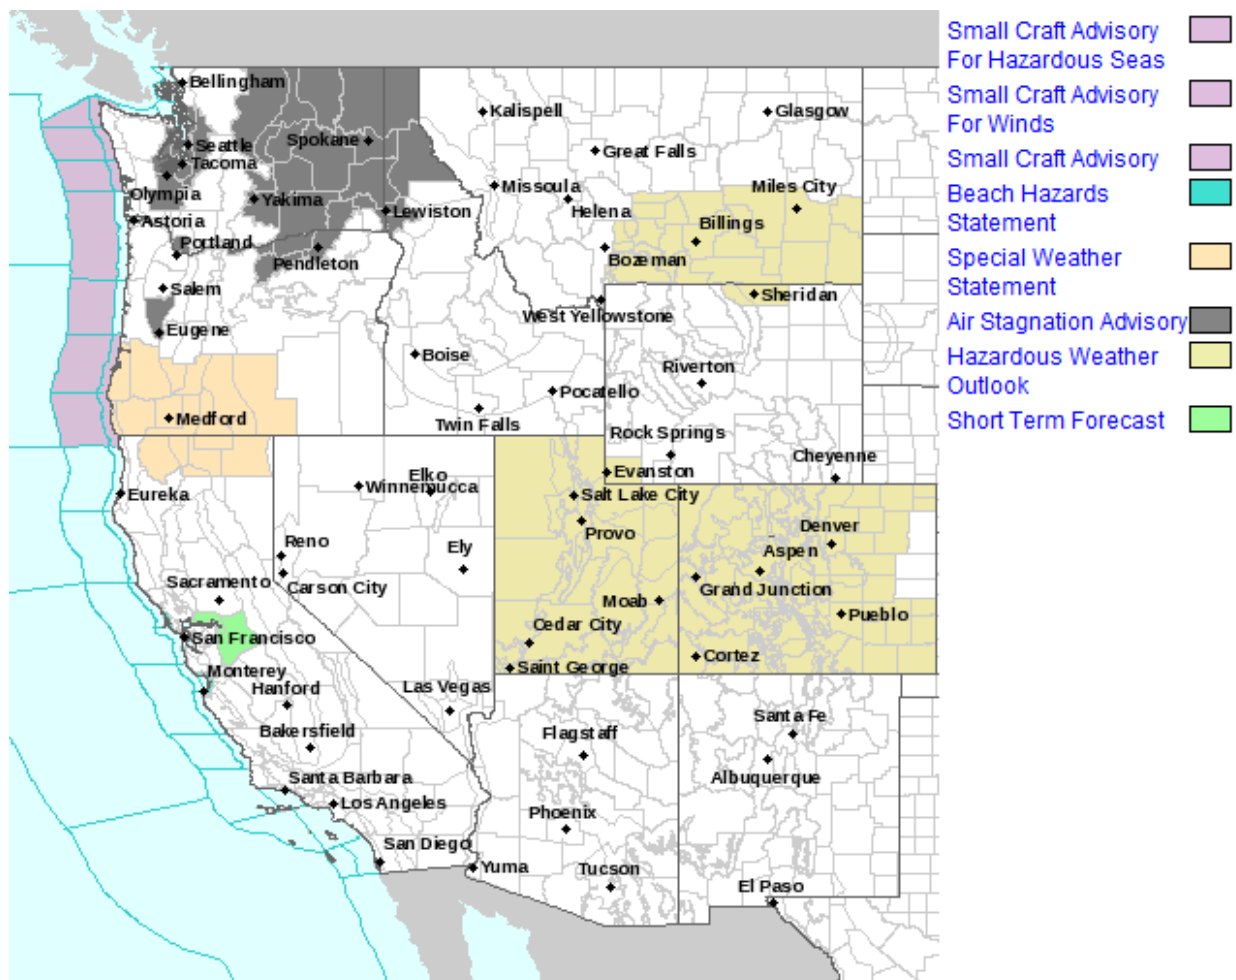 Small Craft Advisory
For Hazardous Seas
Small Craft Advisory
For Winds
Small Craft Advisory
Beach Hazards
Statement
Special Weather
Statement
Air Stagnation Advisory
Hazardous Weather
Outlook
Short Term Forecast
Bellingham
Kalispell
Glasgow
Seattle
Spokane
Great Falls
Tacoma
Olympia
Yakima
Missoula
Miles City
Helena
Lewiston
Astoria
Billings
Portland
Pendleton
Bozeman
Salem
Sheridan
West Yellowstone
Eugene
Boise
Riverton
Pocatello
Medford
Twin Falls
Rock Springs
Cheyenne
Evanston
Elko
Winnemucca
Eureka
Salt Lake City
Provo
Denver
Reno
Ely
Aspen
Sacramento
Carson City
Grand Junction
Moab
Pueblo
Cedar City
San Francisco
Cortez
Saint George
Monterey
Hanford
Las Vegas
Santa Fe
Bakersfield
Flagstaff
Albuquerque
Santa Barbara
Los Angeles
Phoenix
San Diego
Yuma
Tucson
El Paso